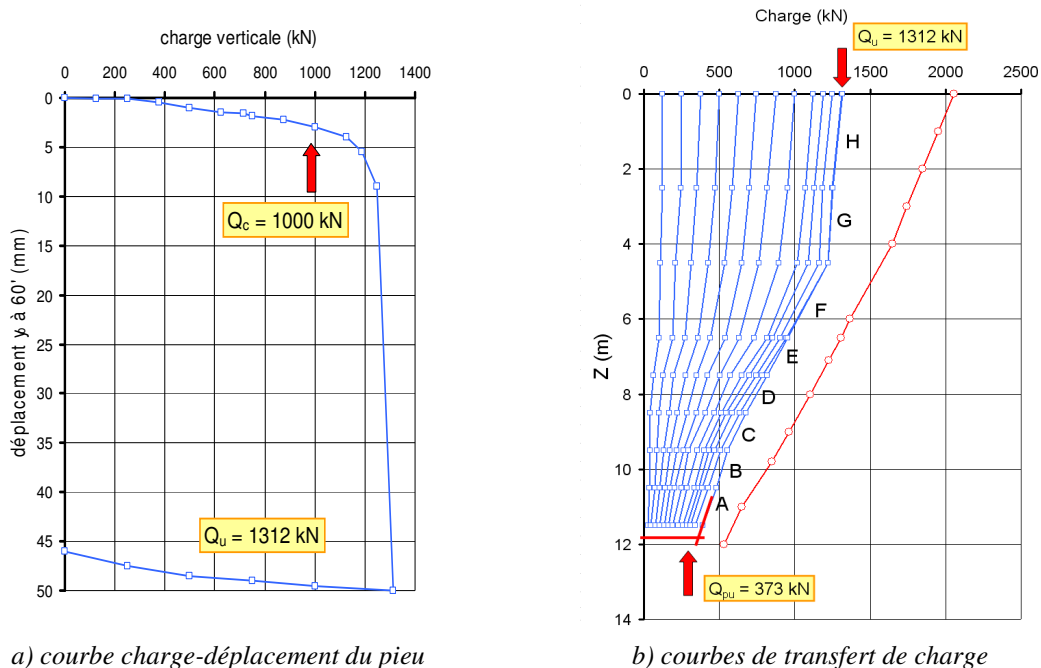 charge verticale (kN)
0 200 400 600 800 1000 1200 1400
0
5
10
15
20
25
30
35
40
45
50
déplacement y₀ à 60' (mm)
Qc = 1000 kN
Qu = 1312 kN
a) courbe charge-déplacement du pieu
Charge (kN)
Qu = 1312 kN
0 500 1000 1500 2000 2500
0
2
4
6
8
10
12
14
Z (m)
H
G
F
E
D
C
B
A
Qpu = 373 kN
b) courbes de transfert de charge